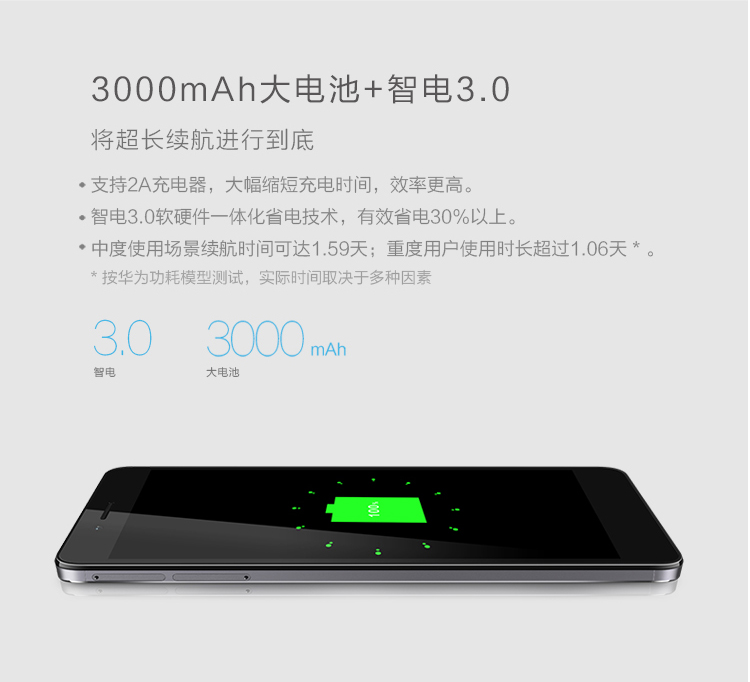 3000mAh大电池+智电3.0
将超长续航进行到底
• 支持2A充电器，大幅缩短充电时间，效率更高。
• 智电3.0软硬件一体化省电技术，有效省电30%以上。
• 中度使用场景续航时间可达1.59天；重度用户使用时长超过1.06天 * 。
* 按华为功耗模型测试，实际时间取决于多种因素
3.0 3000 mAh
智电 大电池
100%